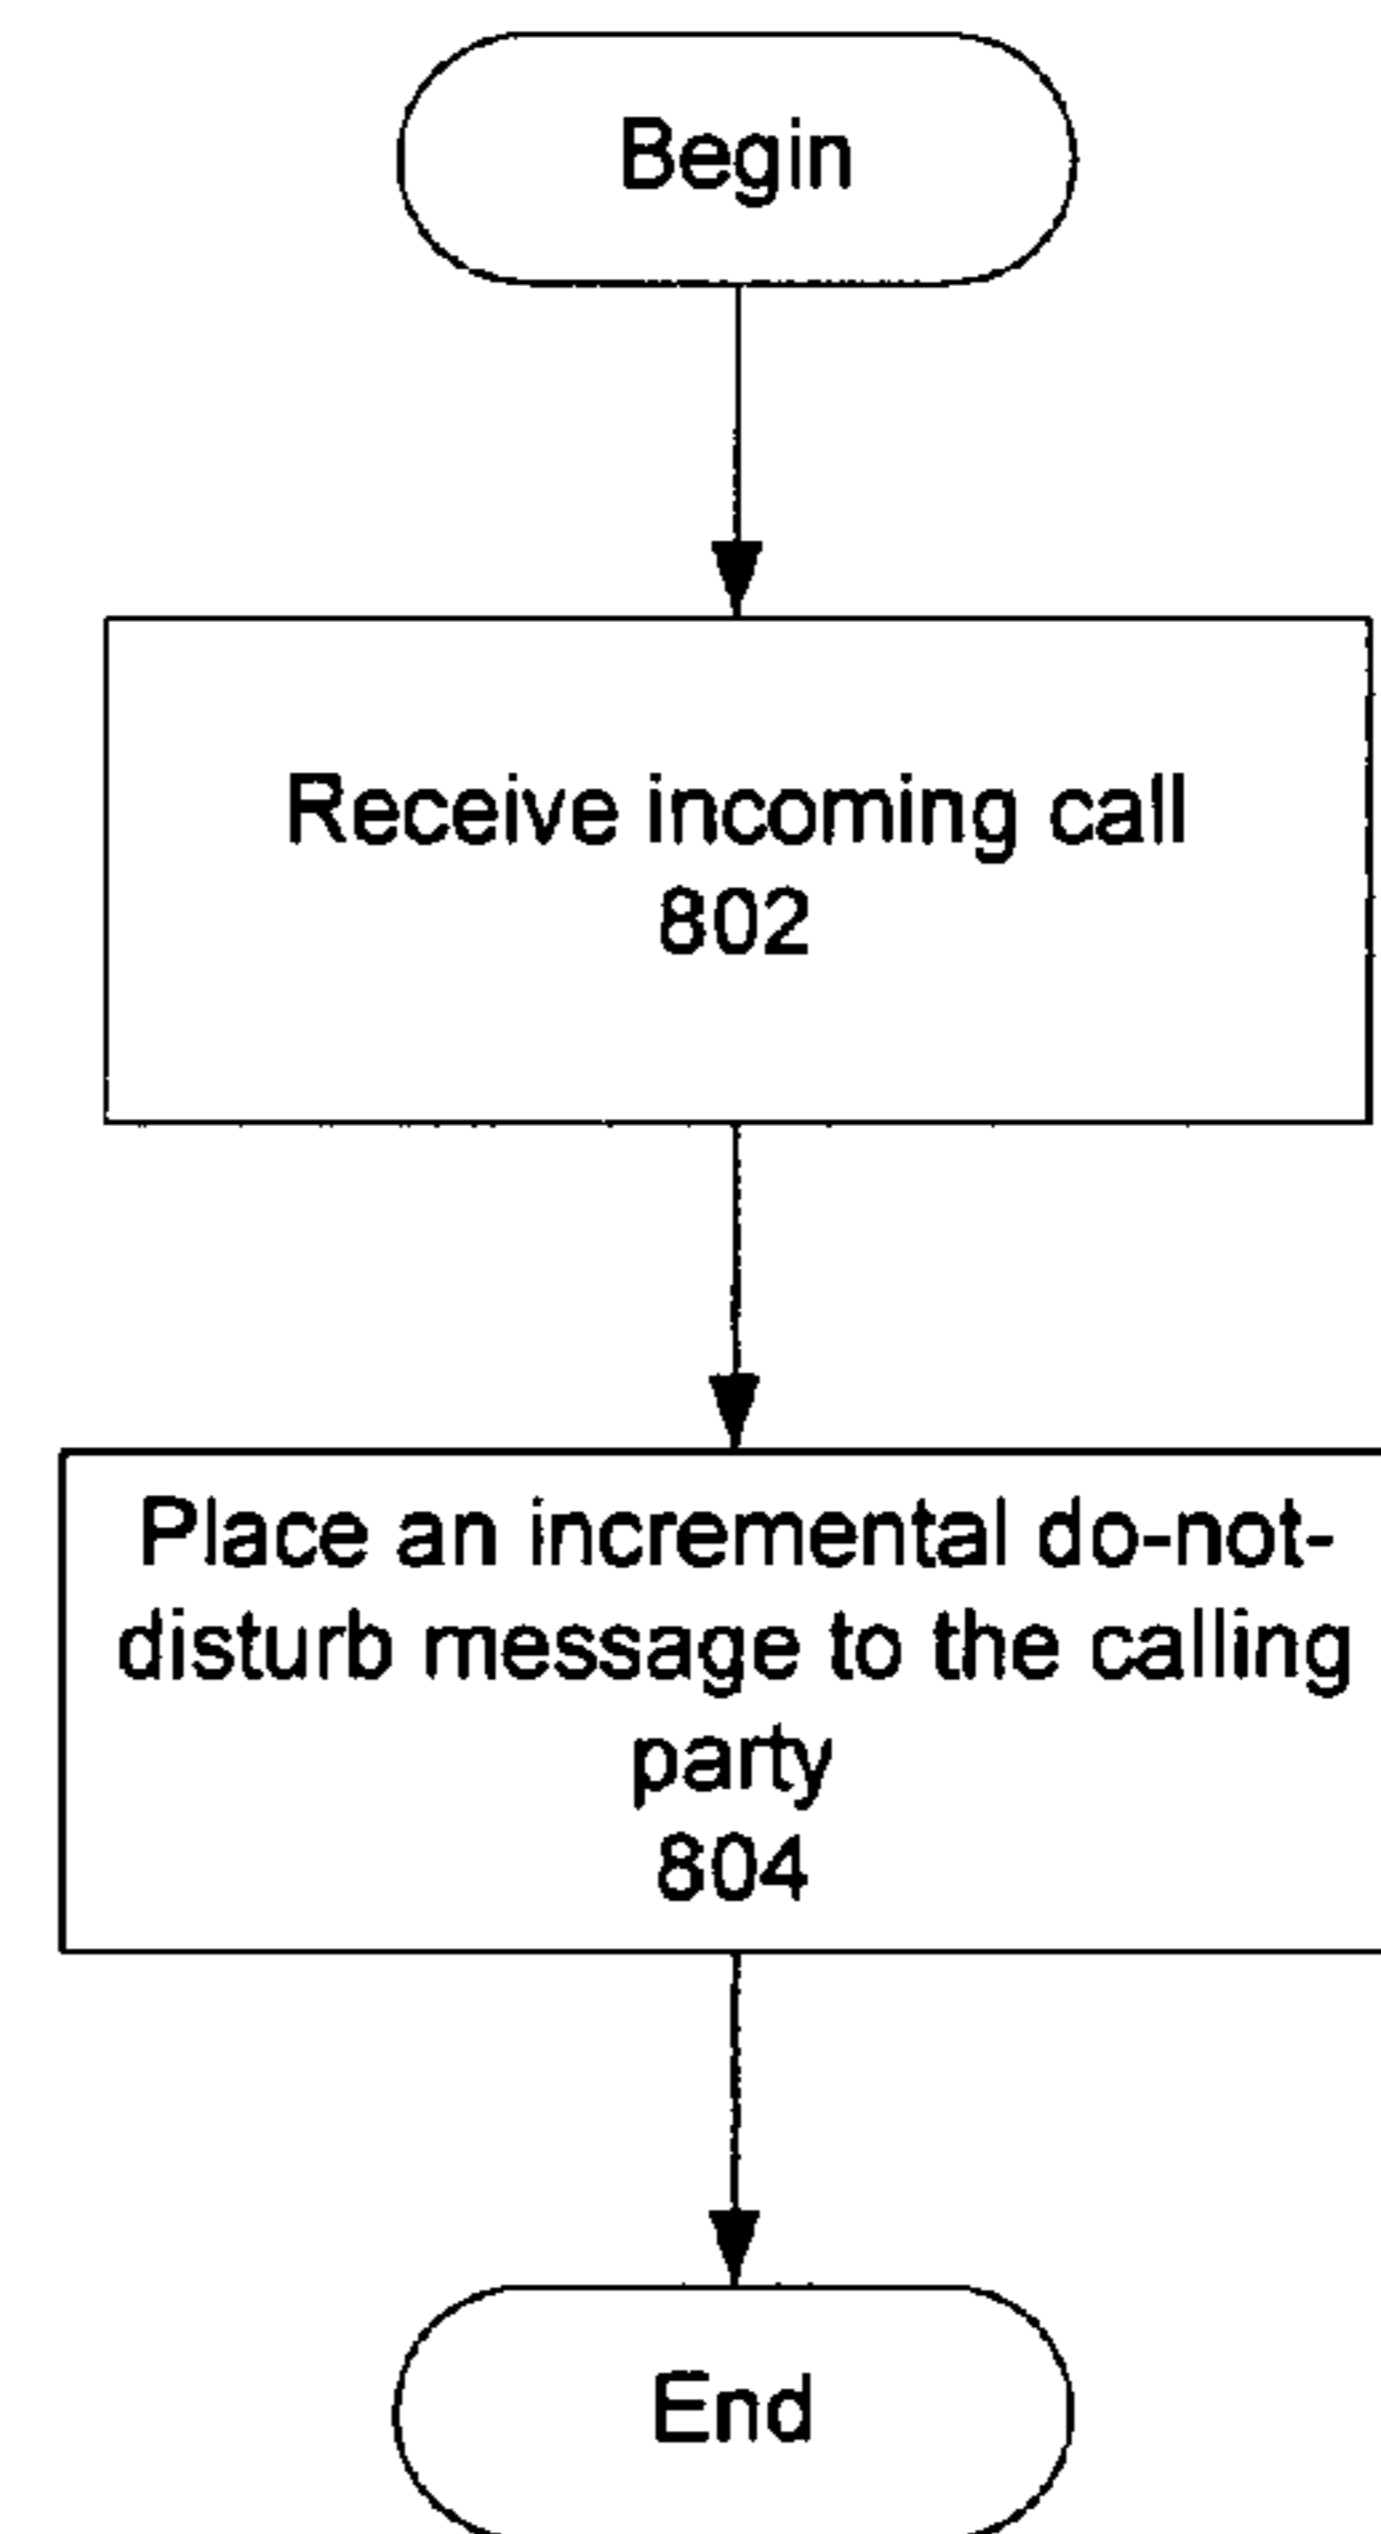 Begin
Receive incoming call
802
Place an incremental do-not-
disturb message to the calling
party
804
End